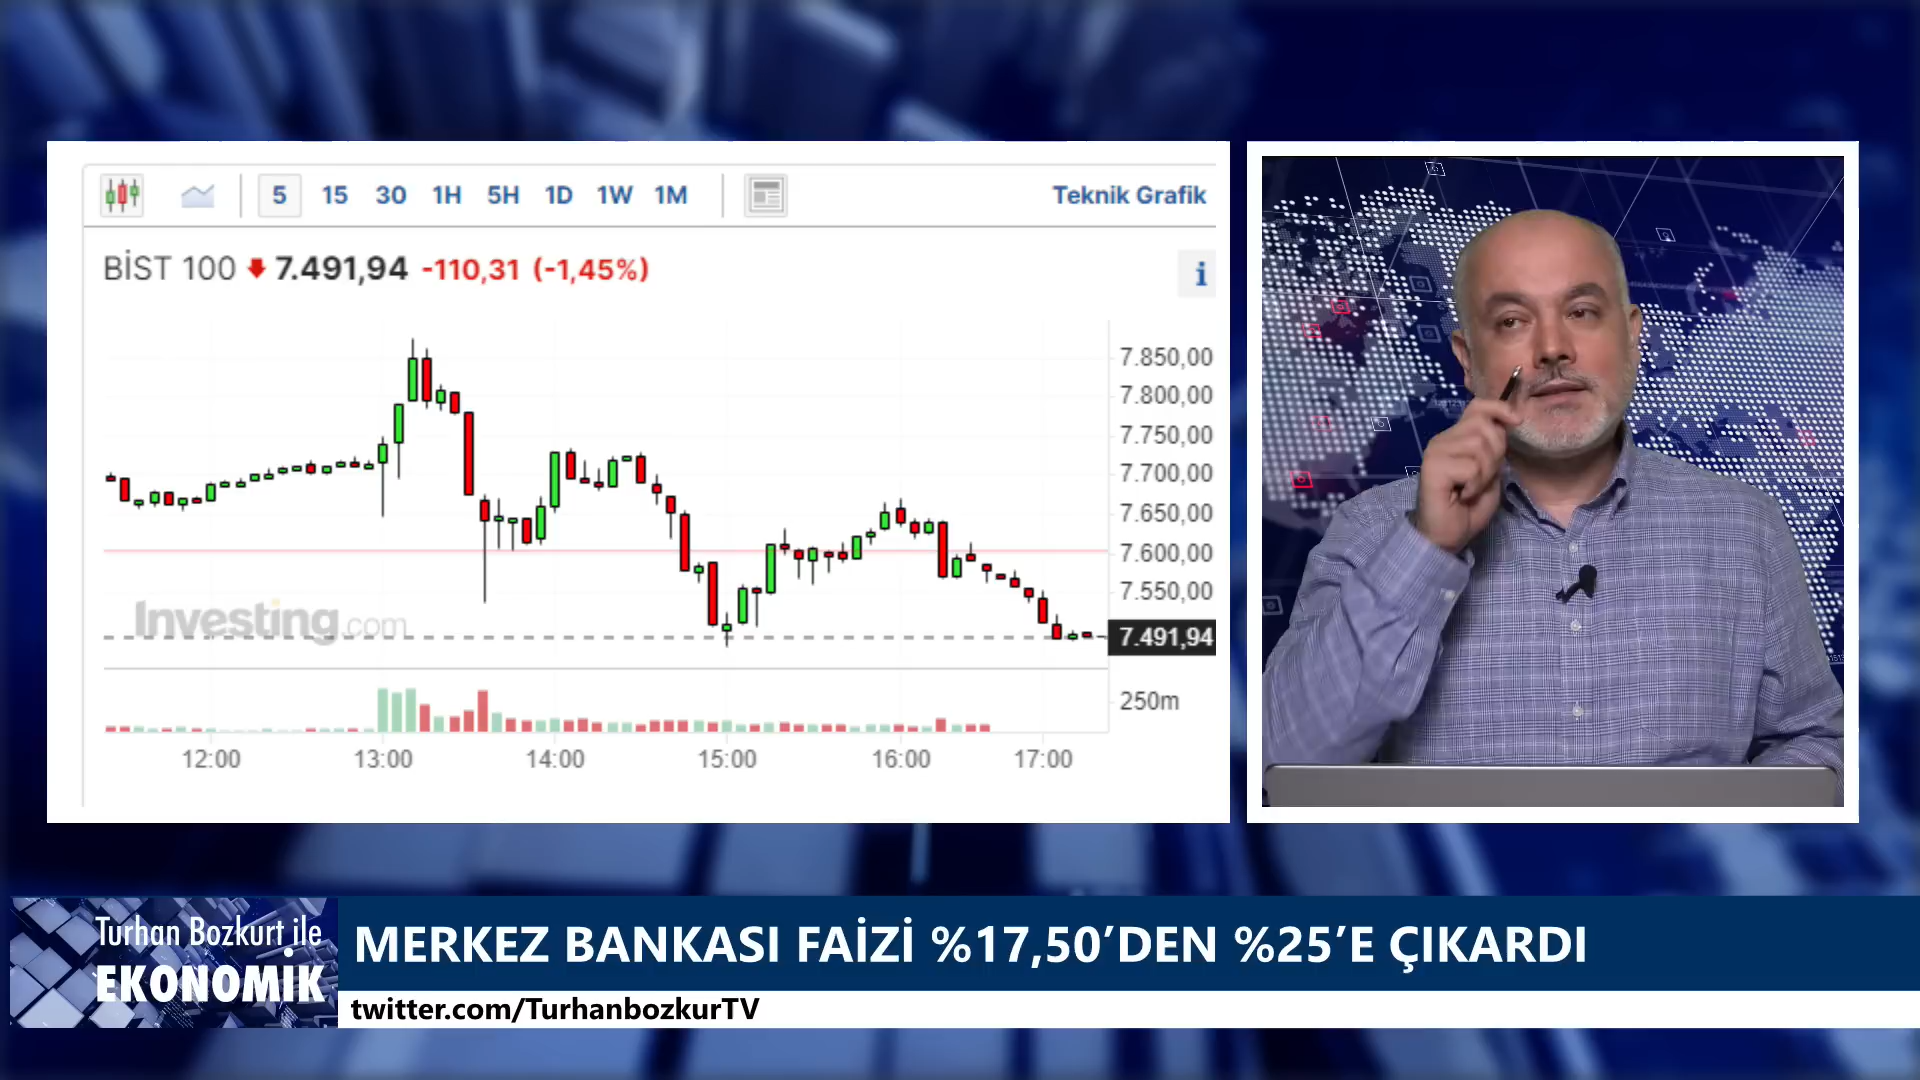 5 15 30 1H 5H 1D 1W 1M
Teknik Grafik
BİST 100 7.491,94 -110,31 (-1,45%)
i
7.850,00
7.800,00
7.750,00
7.700,00
7.650,00
7.600,00
7.550,00
Investing.com
7.491,94
250m
12:00 13:00 14:00 15:00 16:00 17:00
Turhan Bozkurt ile
EKONOMİK
MERKEZ BANKASI FAİZİ %17,50’DEN %25’E ÇIKARDI
twitter.com/TurhanbozkurTV